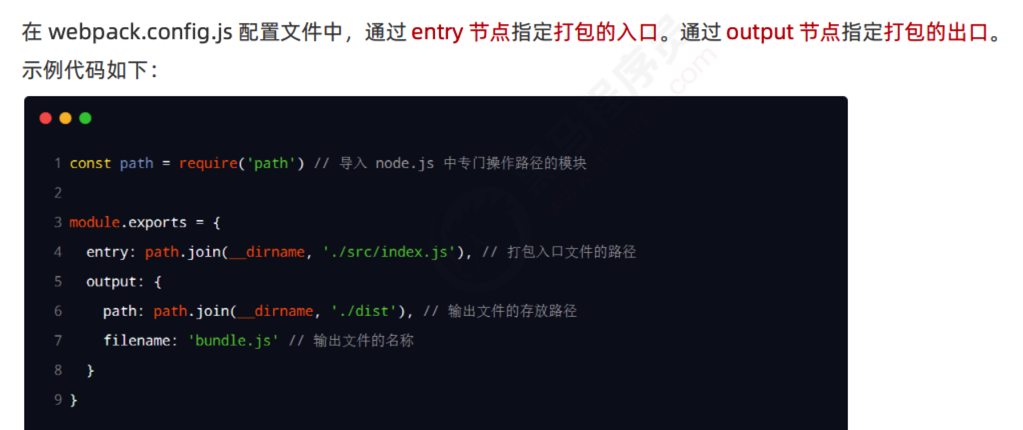 在 webpack.config.js 配置文件中，通过 entry 节点指定打包的入口。通过 output 节点指定打包的出口。
示例代码如下：
1 const path = require('path') // 导入 node.js 中专门操作路径的模块
2
3 module.exports = {
4   entry: path.join(__dirname, './src/index.js'), // 打包入口文件的路径
5   output: {
6     path: path.join(__dirname, './dist'), // 输出文件的存放路径
7     filename: 'bundle.js' // 输出文件的名称
8   }
9 }